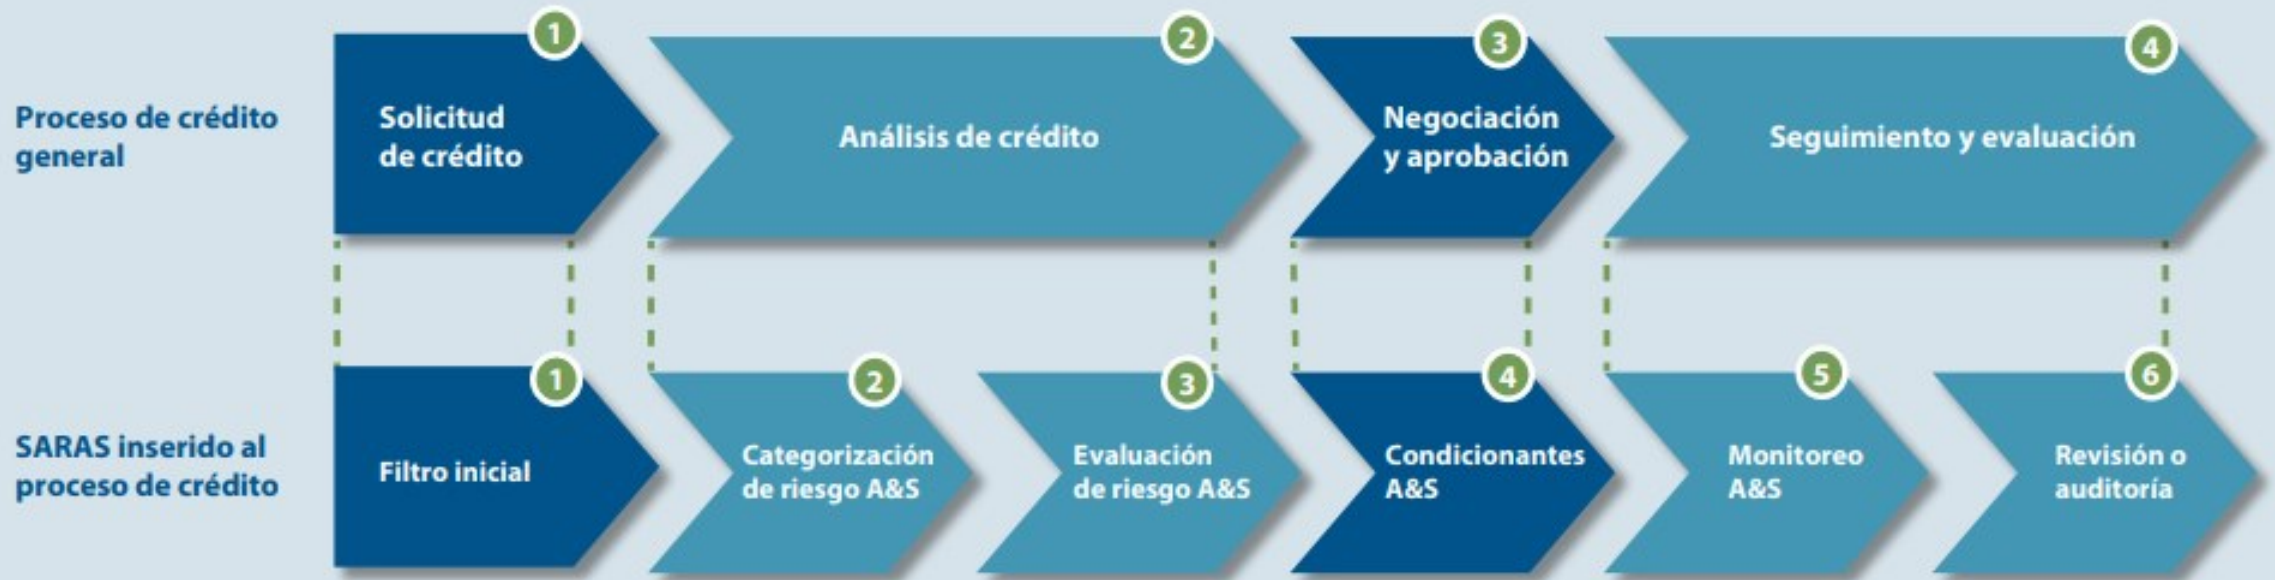 Proceso de crédito
general
1
Solicitud
de crédito
2
Análisis de crédito
3
Negociación
y aprobación
4
Seguimiento y evaluación
SARAS inserido al
proceso de crédito
1
Filtro inicial
2
Categorización
de riesgo A&S
3
Evaluación
de riesgo A&S
4
Condicionantes
A&S
5
Monitoreo
A&S
6
Revisión o
auditoría